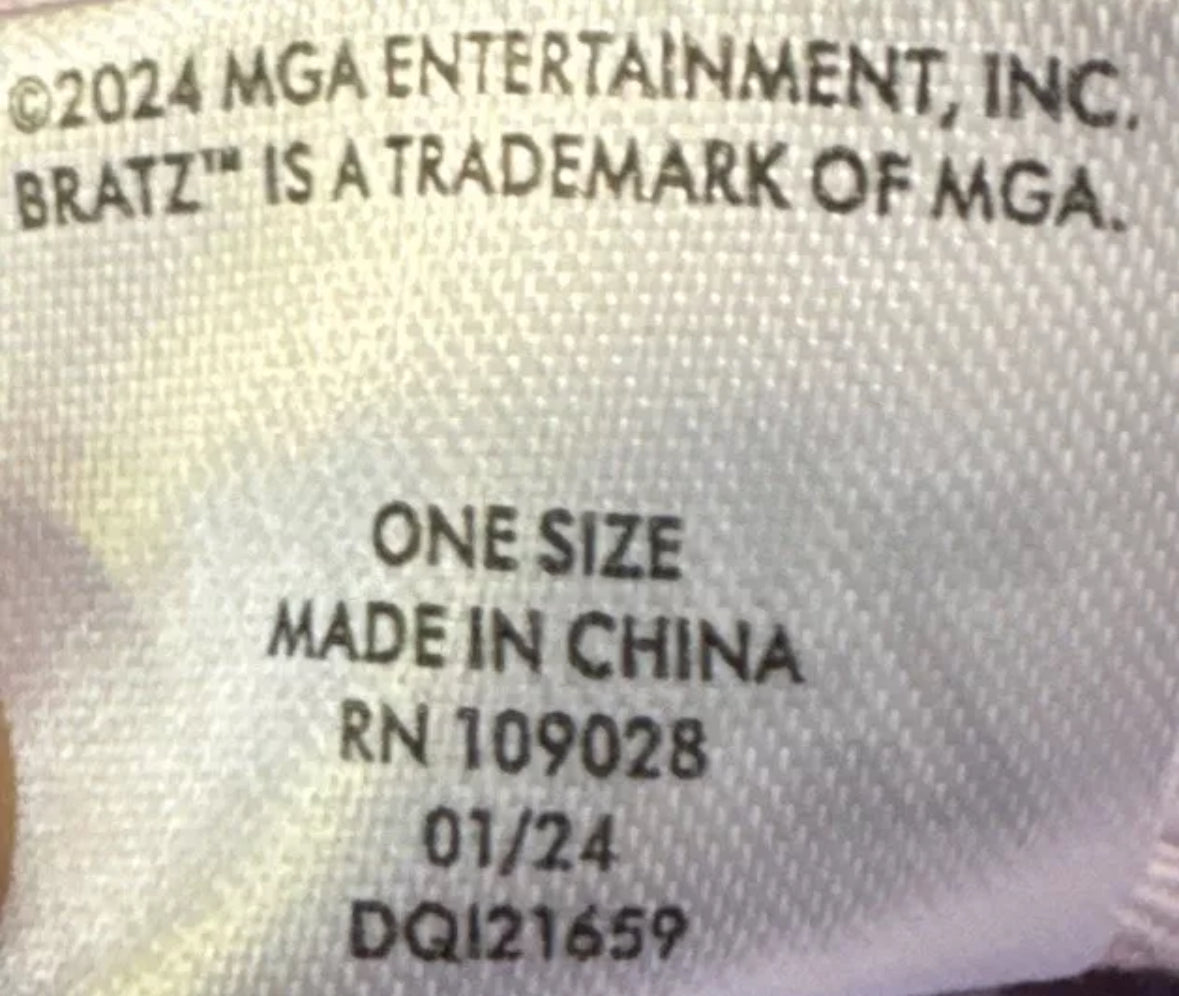 ©2024 MGA ENTERTAINMENT, INC.
BRATZ™ IS A TRADEMARK OF MGA.
ONE SIZE
MADE IN CHINA
RN 109028
01/24
DQI21659